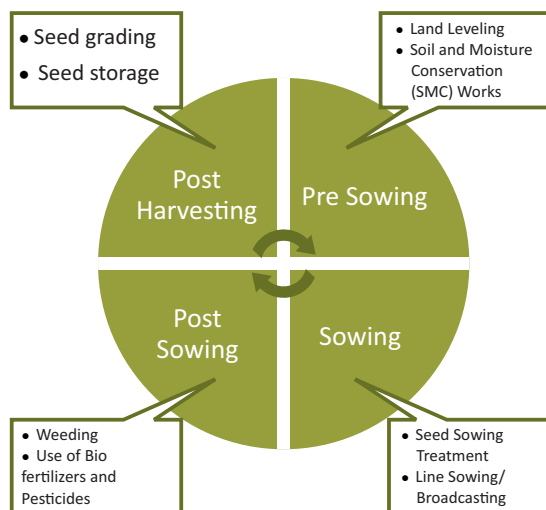 • Seed grading
• Seed storage
• Land Leveling
• Soil and Moisture
Conservation
(SMC) Works
Post
Harvesting
Pre Sowing
Post
Sowing
Sowing
• Weeding
• Use of Bio
fertilizers and
Pesticides
• Seed Sowing
Treatment
• Line Sowing/
Broadcasting